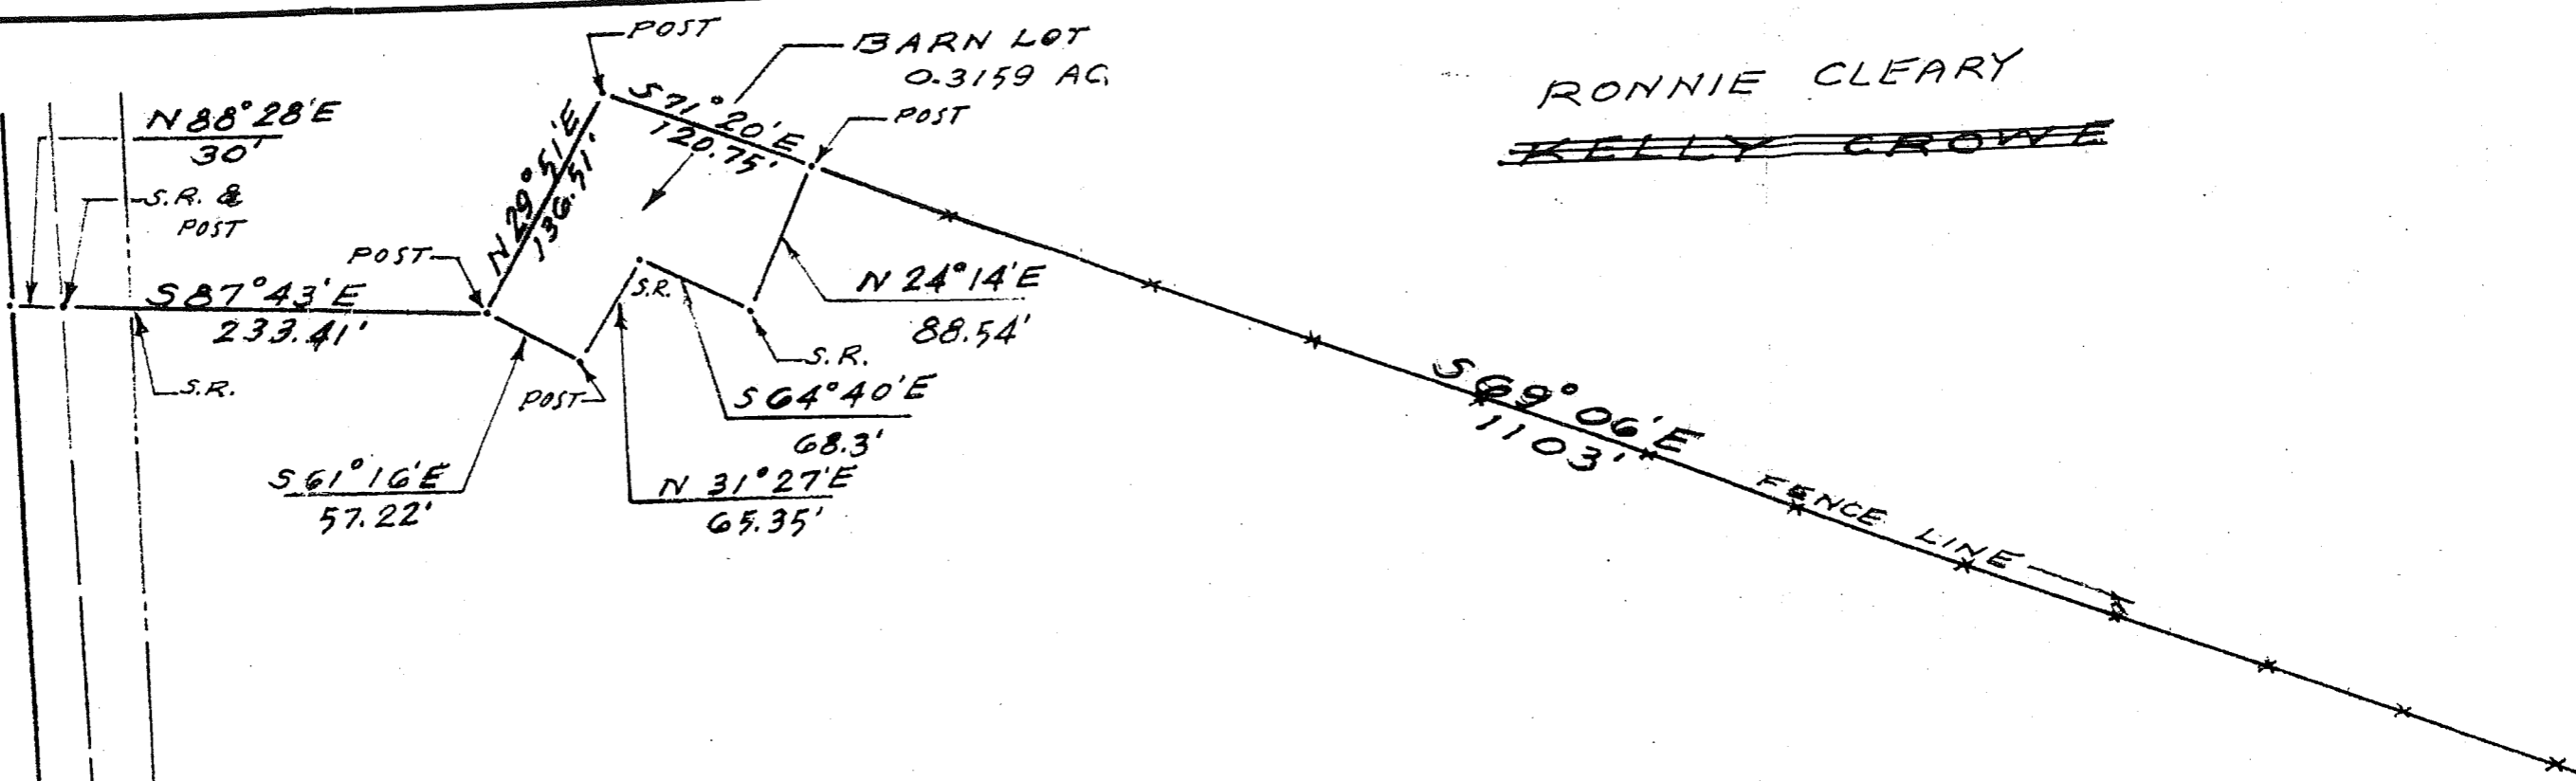 POST
BARN LOT
0.3159 AC.
RONNIE CLEARY
KELLY CROWE
N 88° 28' E
30'
S.R. &
POST
N 29° 51' E
136.51'
S 71° 20' E
120.75'
POST
POST
S 87° 43' E
233.41'
S.R.
S.R.
N 24° 14' E
88.54'
S.R.
POST
S 64° 40' E
68.3'
S 61° 16' E
57.22'
N 31° 27' E
65.35'
S 69° 06' E
1103'
FENCE LINE